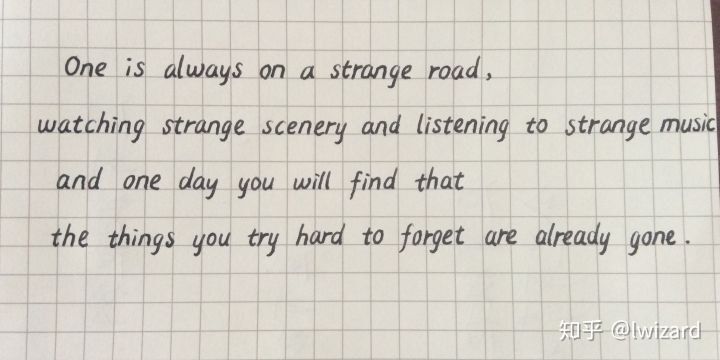 One is always on a strange road,
watching strange scenery and listening to strange music
and one day you will find that
the things you try hard to forget are already gone.
知乎 @lwizard